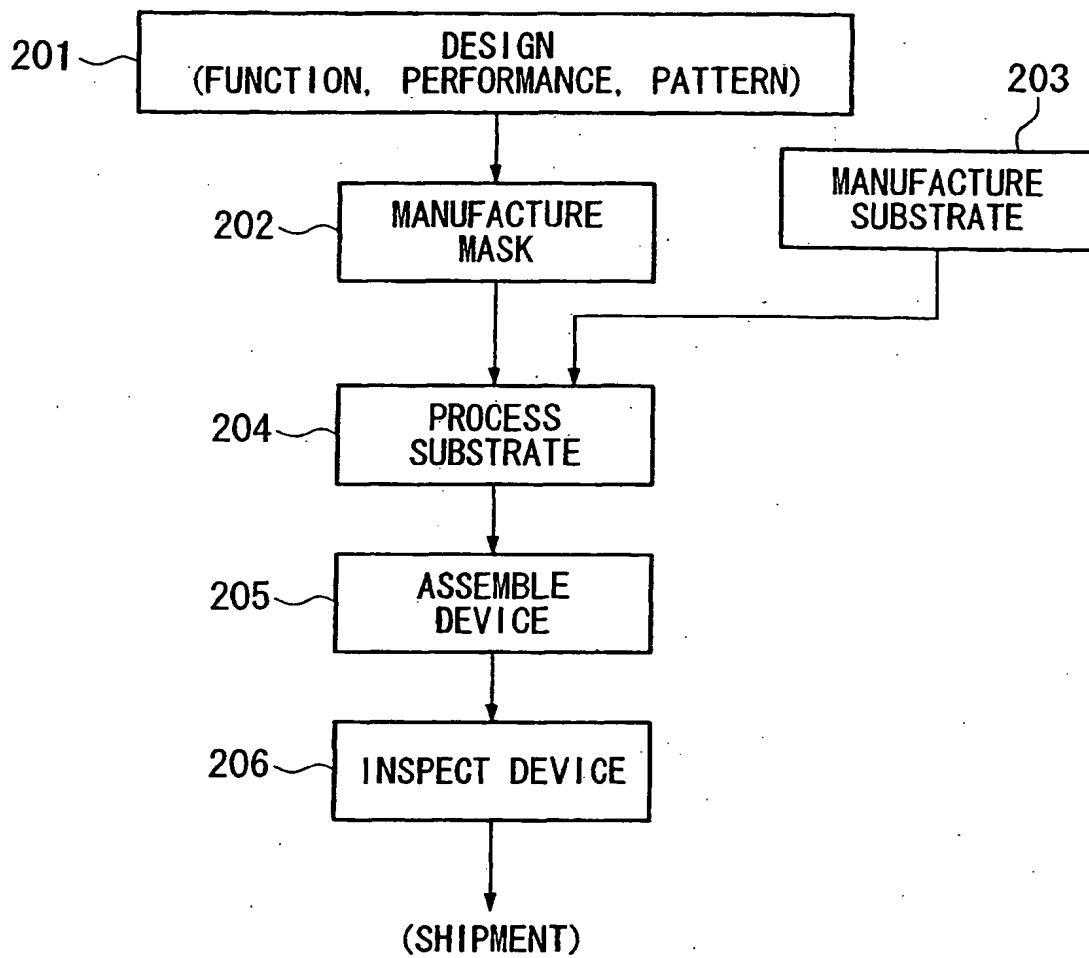 201
DESIGN
(FUNCTION, PERFORMANCE, PATTERN)
203
MANUFACTURE
SUBSTRATE
202
MANUFACTURE
MASK
204
PROCESS
SUBSTRATE
205
ASSEMBLE
DEVICE
206
INSPECT DEVICE
(SHIPMENT)